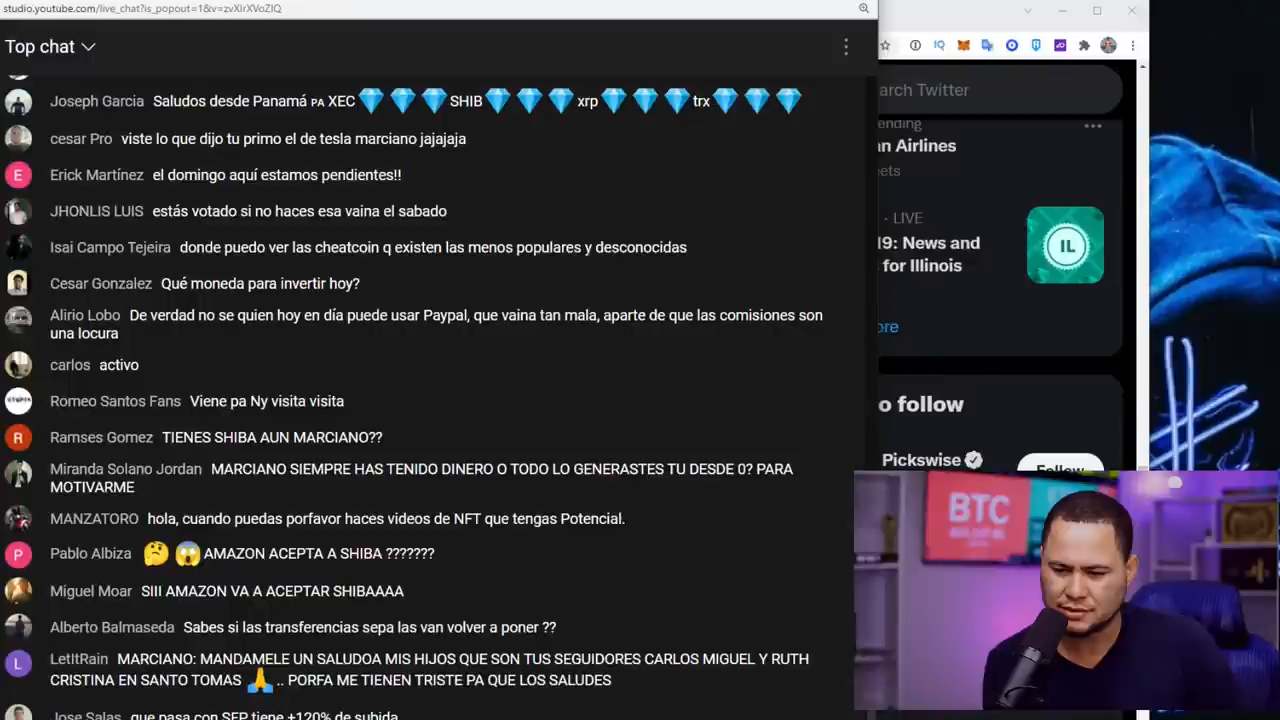 studio.youtube.com/live_chat?is_popout=1&v=zvXIrXVoZIQ
Top chat
Joseph Garcia Saludos desde Panamá PA XEC 💎 💎 💎 SHIB 💎 💎 💎 xrp 💎 💎 💎 trx 💎 💎 💎
cesar Pro viste lo que dijo tu primo el de tesla marciano jajajaja
Erick Martínez el domingo aquí estamos pendientes!!
JHONLIS LUIS estás votado si no haces esa vaina el sabado
Isai Campo Tejeira donde puedo ver las cheatcoin q existen las menos populares y desconocidas
Cesar Gonzalez Qué moneda para invertir hoy?
Alirio Lobo De verdad no se quien hoy en día puede usar Paypal, que vaina tan mala, aparte de que las comisiones son
una locura
carlos activo
Romeo Santos Fans Viene pa Ny visita visita
R Ramses Gomez TIENES SHIBA AUN MARCIANO??
Miranda Solano Jordan MARCIANO SIEMPRE HAS TENIDO DINERO O TODO LO GENERASTES TU DESDE 0? PARA
MOTIVARME
MANZATORO hola, cuando puedas porfavor haces videos de NFT que tengas Potencial.
P Pablo Albiza 🤔 😱 AMAZON ACEPTA A SHIBA ???????
Miguel Moar SIII AMAZON VA A ACEPTAR SHIBAAAA
Alberto Balmaseda Sabes si las transferencias sepa las van volver a poner ??
L LetItRain MARCIANO: MANDAMELE UN SALUDOA MIS HIJOS QUE SON TUS SEGUIDORES CARLOS MIGUEL Y RUTH
CRISTINA EN SANTO TOMAS 🙏 .. PORFA ME TIENEN TRISTE PA QUE LOS SALUDES
Jose Salas que pasa con SFP tiene +120% de subida
arch Twitter
ending
an Airlines
eets
· LIVE
19: News and
for Illinois
IL
ore
o follow
Pickswise
Follow
BTC